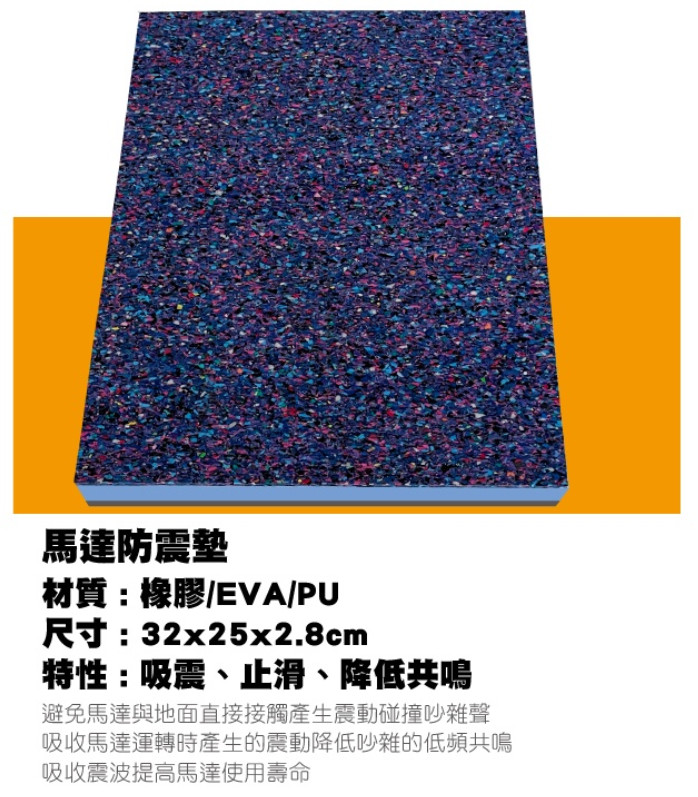 馬達防震墊
材質：橡膠/EVA/PU
尺寸：32x25x2.8cm
特性：吸震、止滑、降低共鳴
避免馬達與地面直接接觸產生震動碰撞吵雜聲
吸收馬達運轉時產生的震動降低吵雜的低頻共鳴
吸收震波提高馬達使用壽命